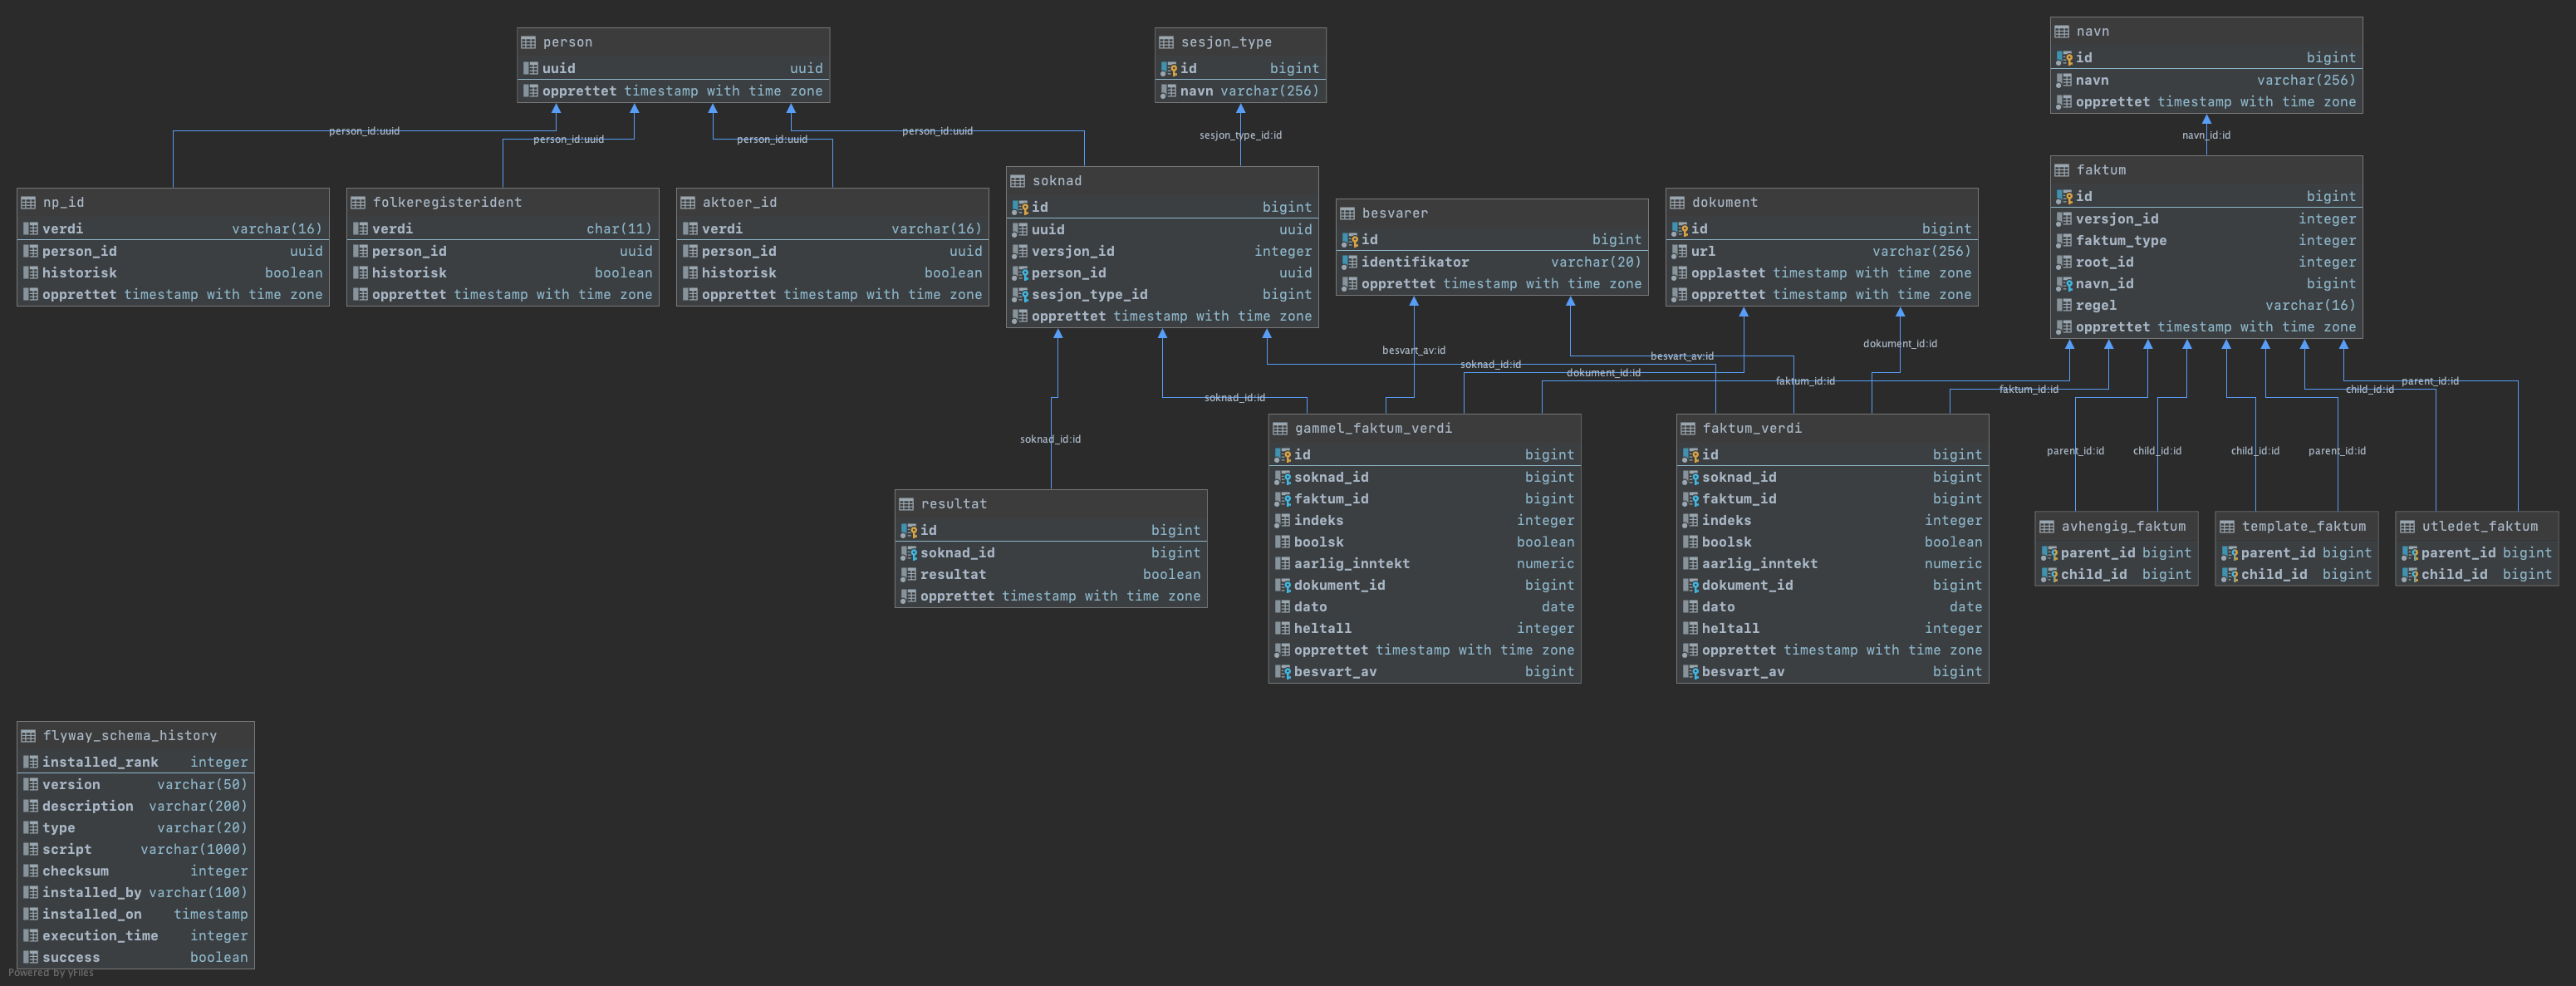 person
uuid uuid
opprettet timestamp with time zone
sesjon_type
id bigint
navn varchar(256)
navn
id bigint
navn varchar(256)
opprettet timestamp with time zone
person_id:uuid
person_id:uuid
person_id:uuid
person_id:uuid
sesjon_type_id:id
navn_id:id
np_id
verdi varchar(16)
person_id uuid
historisk boolean
opprettet timestamp with time zone
folkeregisterident
verdi char(11)
person_id uuid
historisk boolean
opprettet timestamp with time zone
aktoer_id
verdi varchar(16)
person_id uuid
historisk boolean
opprettet timestamp with time zone
soknad
id bigint
uuid uuid
versjon_id integer
person_id uuid
sesjon_type_id bigint
opprettet timestamp with time zone
besvarer
id bigint
identifikator varchar(20)
opprettet timestamp with time zone
dokument
id bigint
url varchar(256)
opplastet timestamp with time zone
opprettet timestamp with time zone
faktum
id bigint
versjon_id integer
faktum_type integer
root_id integer
navn_id bigint
regel varchar(16)
opprettet timestamp with time zone
besvart_av:id
soknad_id:id
dokument_id:id
besvart_av:id
dokument_id:id
faktum_id:id
faktum_id:id
child_id:id
parent_id:id
soknad_id:id
soknad_id:id
parent_id:id
child_id:id
child_id:id
parent_id:id
resultat
id bigint
soknad_id bigint
resultat boolean
opprettet timestamp with time zone
gammel_faktum_verdi
id bigint
soknad_id bigint
faktum_id bigint
indeks integer
boolsk boolean
aarlig_inntekt numeric
dokument_id bigint
dato date
heltall integer
opprettet timestamp with time zone
besvart_av bigint
faktum_verdi
id bigint
soknad_id bigint
faktum_id bigint
indeks integer
boolsk boolean
aarlig_inntekt numeric
dokument_id bigint
dato date
heltall integer
opprettet timestamp with time zone
besvart_av bigint
avhengig_faktum
parent_id bigint
child_id bigint
template_faktum
parent_id bigint
child_id bigint
utledet_faktum
parent_id bigint
child_id bigint
flyway_schema_history
installed_rank integer
version varchar(50)
description varchar(200)
type varchar(20)
script varchar(1000)
checksum integer
installed_by varchar(100)
installed_on timestamp
execution_time integer
success boolean
Powered by yFiles